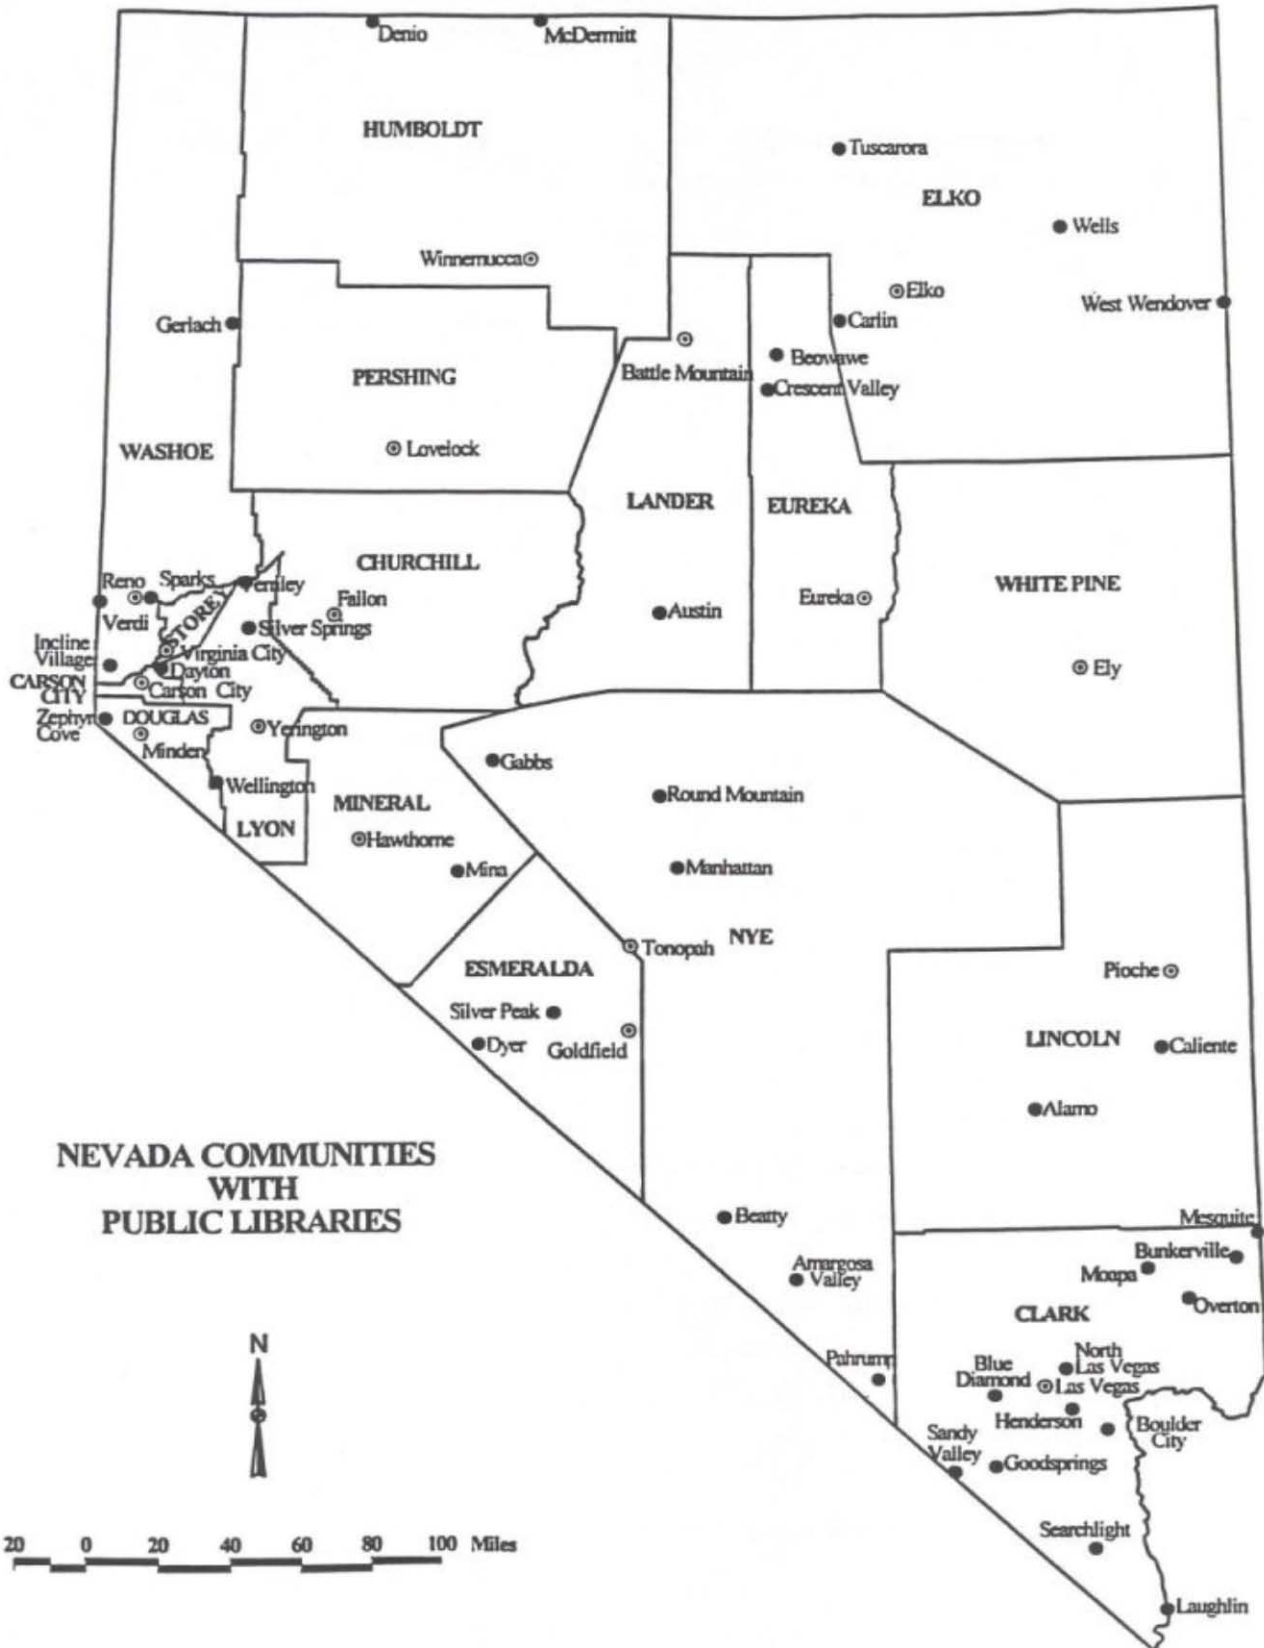 Denio
McDermitt
HUMBOLDT
Tuscarora
ELKO
Wells
Winnemucca
Elko
West Wendover
Gerlach
Carlin
Beowawe
Battle Mountain
PERSHING
Crescent Valley
Lovelock
WASHOE
LANDER
EUREKA
CHURCHILL
Reno
Sparks
Fernley
WHITE PINE
Fallon
Eureka
Verdi
STOREY
Austin
Silver Springs
Incline
Village
Virginia City
Ely
Dayton
CARSON
CITY
Carson City
Zephyr
Cove
DOUGLAS
Yerington
Minden
Gabbs
Wellington
MINERAL
Round Mountain
LYON
Hawthorne
Mina
Manhattan
Tonopah
NYE
ESMERALDA
Pioche
Silver Peak
Dyer
Goldfield
LINCOLN
Caliente
Alamo
NEVADA COMMUNITIES
WITH
PUBLIC LIBRARIES
Beatty
Mesquite
Bunkerville
Amargosa
Valley
Moapa
Overton
CLARK
N
Pahrump
Blue
Diamond
North
Las Vegas
Las Vegas
Henderson
Boulder
City
Sandy
Valley
Goodsprings
Searchlight
20 0 20 40 60 80 100 Miles
Laughlin